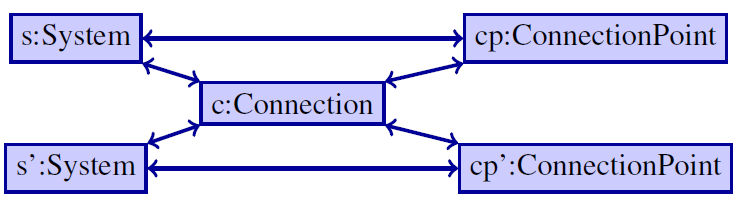 s:System
cp:ConnectionPoint
c:Connection
s’:System
cp’:ConnectionPoint